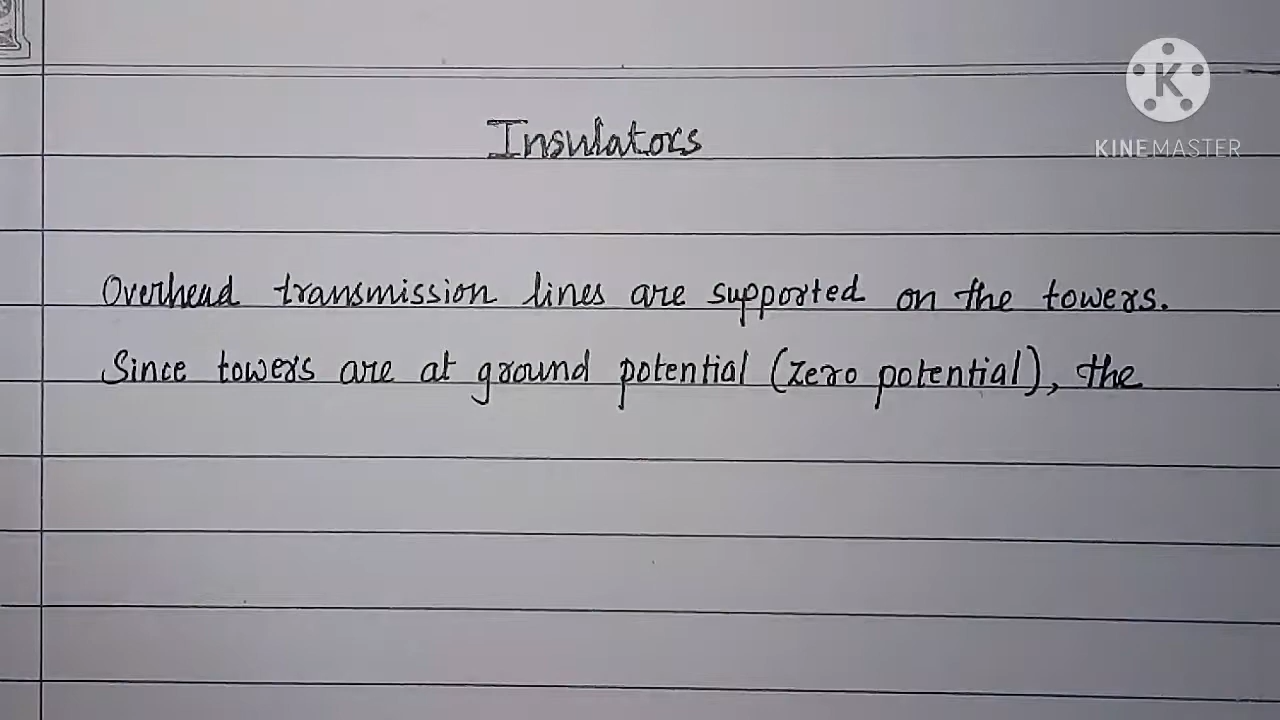 Insulators
KINEMASTER
Overhead transmission lines are supported on the towers.
Since towers are at ground potential (zero potential), the